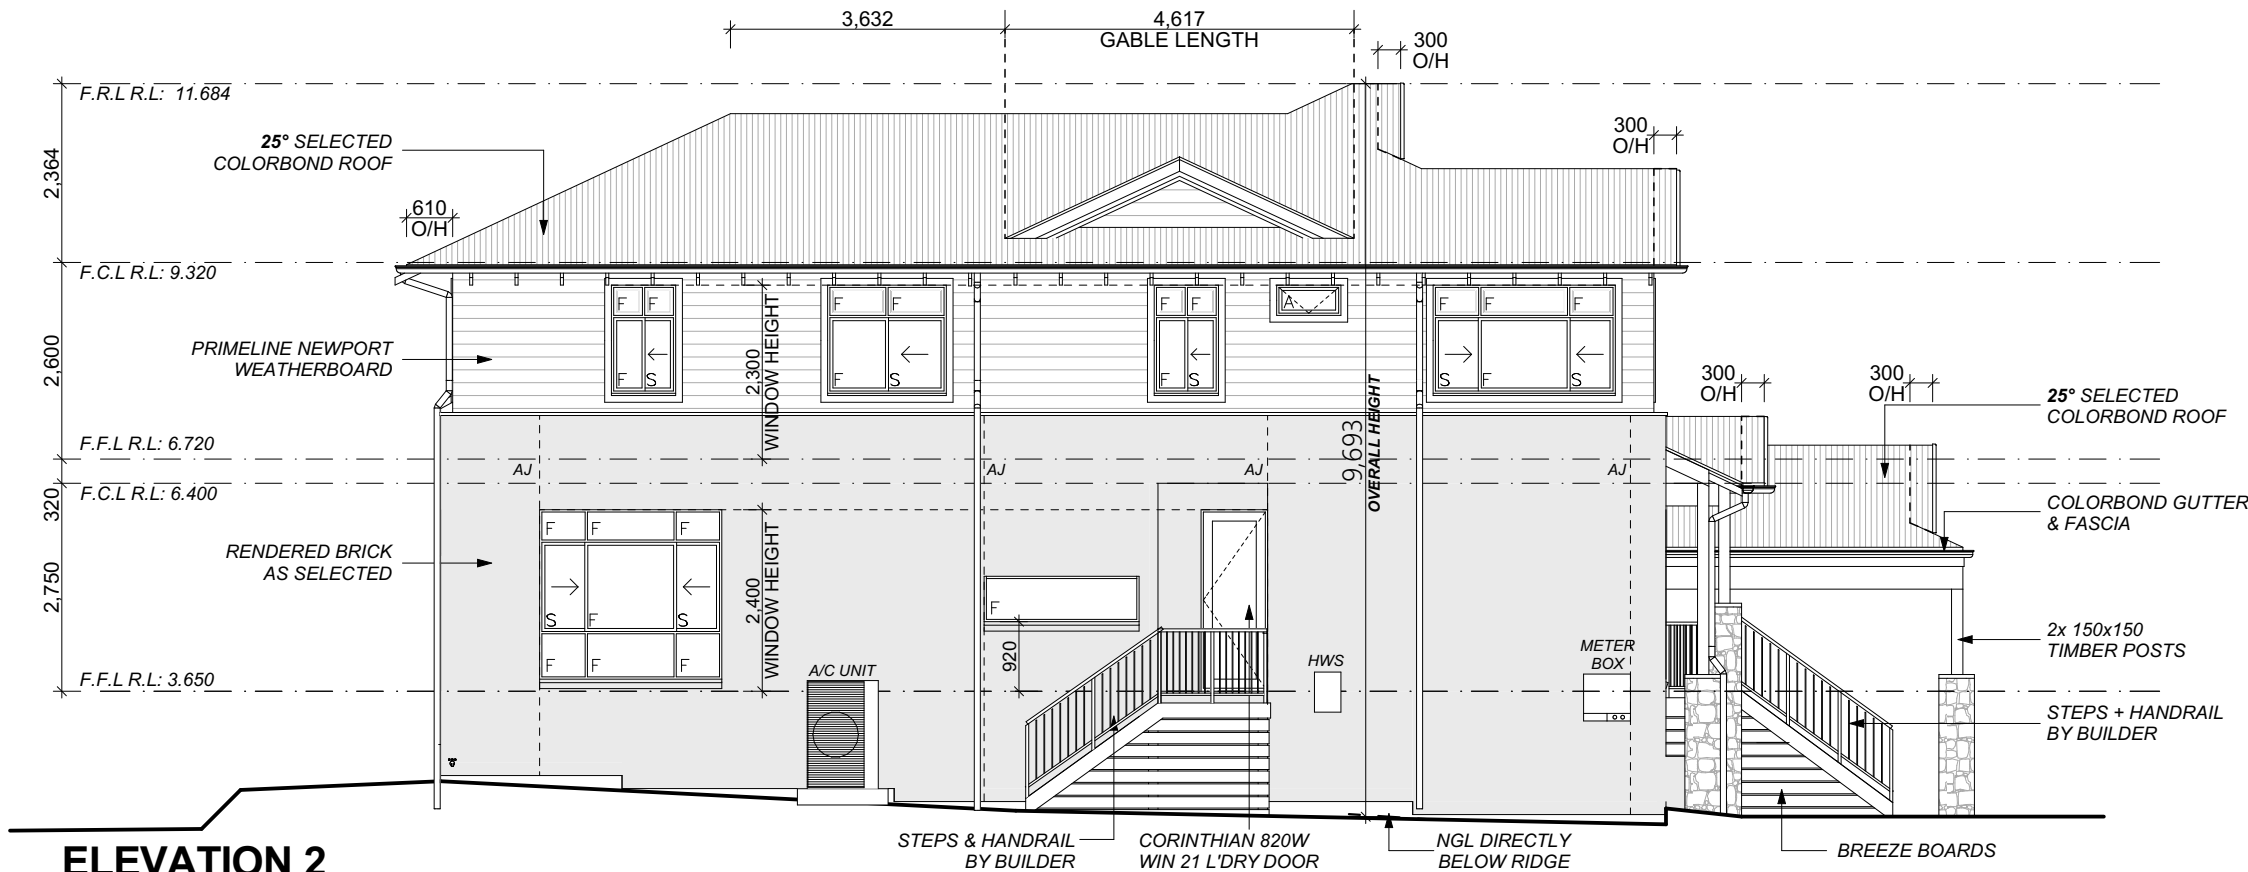 3,632
4,617
GABLE LENGTH
300
O/H
F.R.L R.L: 11.684
25° SELECTED
COLORBOND ROOF
300
O/H
2,364
610
O/H
F.C.L R.L: 9.320
F F
F S
F F
F S
F F
F S
A
F F F
S F S
2,600
PRIMELINE NEWPORT
WEATHERBOARD
2,300
WINDOW HEIGHT
OVERALL HEIGHT
9,693
300
O/H
300
O/H
25° SELECTED
COLORBOND ROOF
F.F.L R.L: 6.720
AJ
AJ
AJ
AJ
320
F.C.L R.L: 6.400
COLORBOND GUTTER
& FASCIA
RENDERED BRICK
AS SELECTED
F F F
S F S
F F F
2,750
2,400
WINDOW HEIGHT
F
920
2x 150x150
TIMBER POSTS
F.F.L R.L: 3.650
A/C UNIT
HWS
METER
BOX
STEPS + HANDRAIL
BY BUILDER
STEPS & HANDRAIL
BY BUILDER
CORINTHIAN 820W
WIN 21 L'DRY DOOR
NGL DIRECTLY
BELOW RIDGE
BREEZE BOARDS
ELEVATION 2